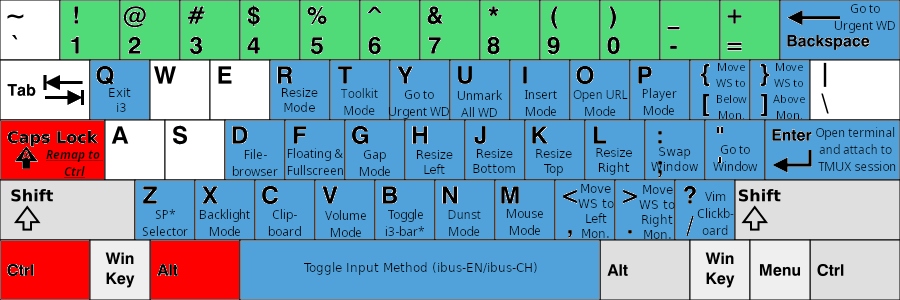 ~ ! @ # $ % ^ & * ( ) _ + Go to
` 1 2 3 4 5 6 7 8 9 0 - = Urgent WD
Backspace
Tab
Q
Exit
i3
W
E
R
Resize
Mode
T
Toolkit
Mode
Y
Go to
Urgent WD
U
Unmark
All WD
I
Insert
Mode
O
Open URL
Mode
P
Player
Mode
{ Move
WS to
[ Below
Mon.
} Move
WS to
] Above
Mon.
|
\
Caps Lock
Remap to
Ctrl
A
S
D
File-
browser
F
Floating &
Fullscreen
G
Gap
Mode
H
Resize
Left
J
Resize
Bottom
K
Resize
Top
L
Resize
Right
:
; Swap
Window
"
' Go to
Window
Enter Open terminal
and attach to
TMUX session
Shift
Z
SP*
Selector
X
Backlight
Mode
C
Clip-
board
V
Volume
Mode
B
Toggle
i3-bar*
N
Dunst
Mode
M
Mouse
Mode
< Move
WS to
Left
, Mon.
> Move
WS to
Right
. Mon.
? Vim
Clickb-
/ oard
Shift
Ctrl
Win
Key
Alt
Toggle Input Method (ibus-EN/ibus-CH)
Alt
Win
Key
Menu
Ctrl